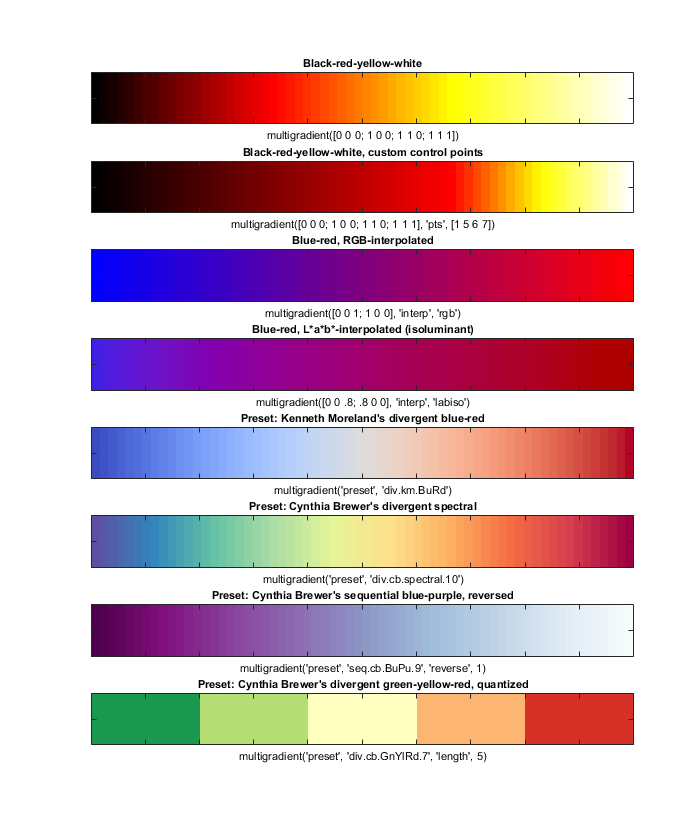 Black-red-yellow-white
multigradient([0 0 0; 1 0 0; 1 1 0; 1 1 1])
Black-red-yellow-white, custom control points
multigradient([0 0 0; 1 0 0; 1 1 0; 1 1 1], 'pts', [1 5 6 7])
Blue-red, RGB-interpolated
multigradient([0 0 1; 1 0 0], 'interp', 'rgb')
Blue-red, L*a*b*-interpolated (isoluminant)
multigradient([0 0 .8; .8 0 0], 'interp', 'labiso')
Preset: Kenneth Moreland's divergent blue-red
multigradient('preset', 'div.km.BuRd')
Preset: Cynthia Brewer's divergent spectral
multigradient('preset', 'div.cb.spectral.10')
Preset: Cynthia Brewer's sequential blue-purple, reversed
multigradient('preset', 'seq.cb.BuPu.9', 'reverse', 1)
Preset: Cynthia Brewer's divergent green-yellow-red, quantized
multigradient('preset', 'div.cb.GnYlRd.7', 'length', 5)